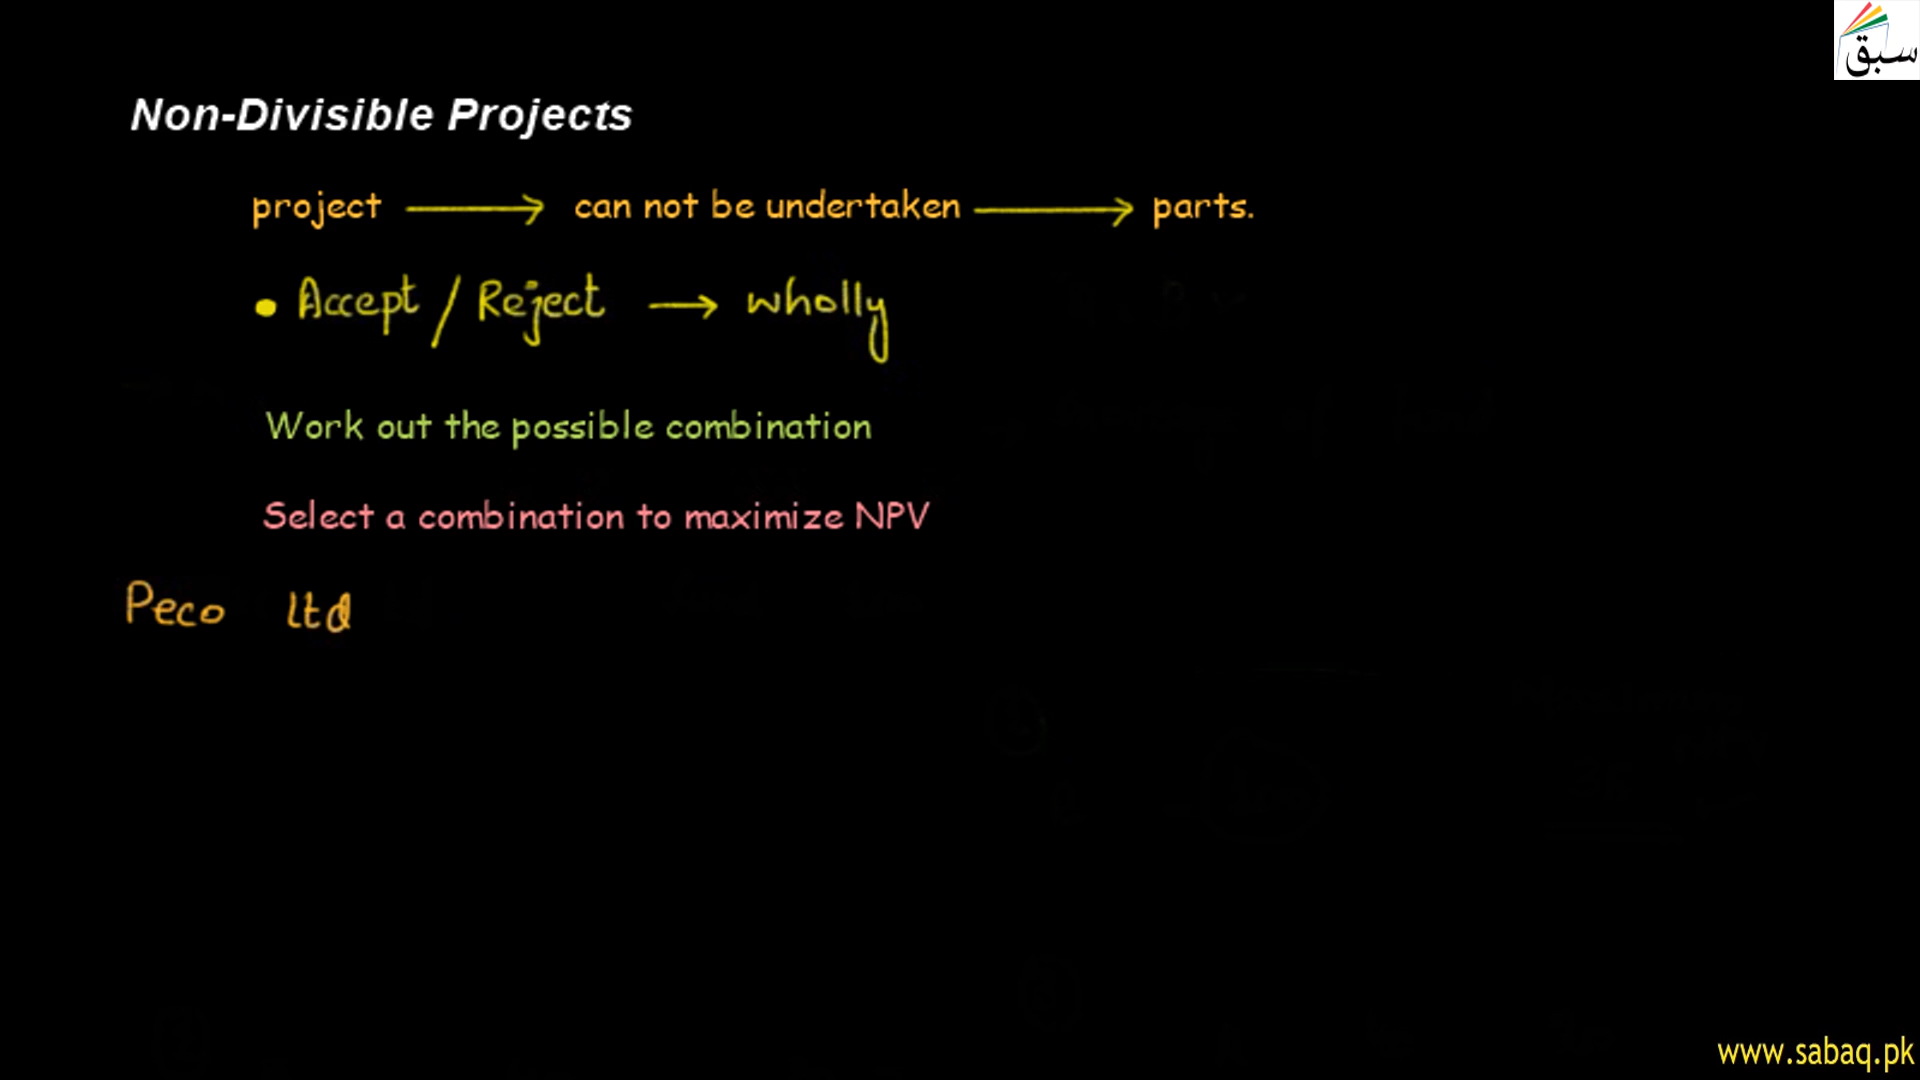 سبق
Non-Divisible Projects
project → can not be undertaken → parts.
• Accept / Reject → wholly
Work out the possible combination
Select a combination to maximize NPV
Peco ltd
www.sabaq.pk